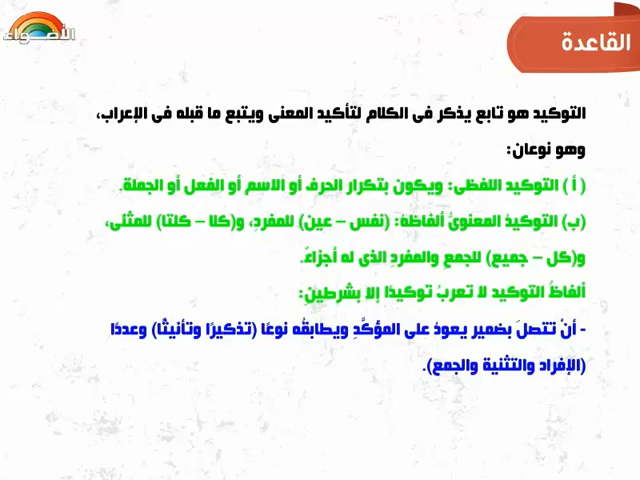 الأضـواء
القاعدة
التوكيد هو تابع يذكر فى الكلام لتأكيد المعنى ويتبع ما قبله فى الإعراب،
وهو نوعان:
( أ ) التوكيد اللفظى: ويكون بتكرار الحرف أو الاسم أو الفعل أو الجملة.
(ب) التوكيدُ المعنوىُّ ألفاظهُ: (نفس – عين) للمفردِ، و(كلا – كلتا) للمثنى،
و(كل – جميع) للجمعِ والمفردِ الذى له أجزاءٌ.
ألفاظُ التوكيد لا تعربُ توكيدًا إلا بشرطينِ:
- أنْ تتصلَ بضميرٍ يعودُ على المؤكَّدِ ويطابقُه نوعًا (تذكيرًا وتأنيثًا) وعددًا
(الإفراد والتثنية والجمع).